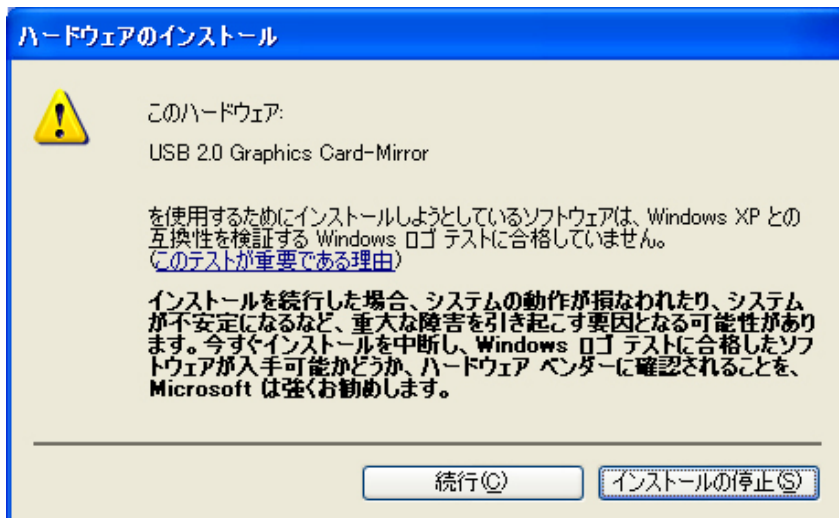 ハードウェアのインストール
このハードウェア:
USB 2.0 Graphics Card-Mirror
を使用するためにインストールしようとしているソフトウェアは、Windows XP との
互換性を検証する Windows ロゴ テストに合格していません。
(このテストが重要である理由)
インストールを続行した場合、システムの動作が損なわれたり、システム
が不安定になるなど、重大な障害を引き起こす要因となる可能性があり
ます。今すぐインストールを中断し、Windows ロゴ テストに合格したソフ
トウェアが入手可能かどうか、ハードウェア ベンダーに確認されることを、
Microsoft は強くお勧めします。
続行(C) インストールの停止(S)